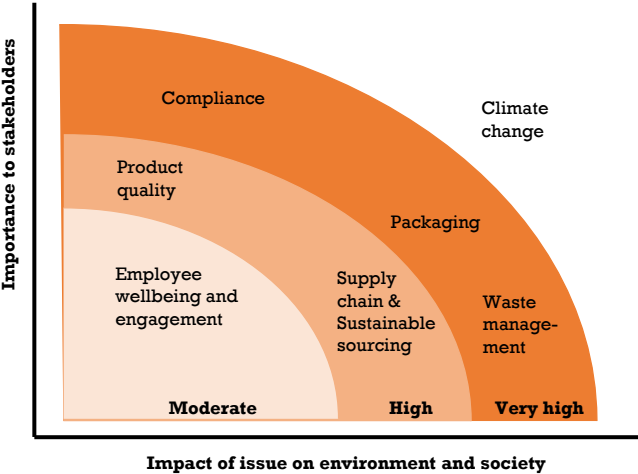 Importance to stakeholders
Compliance
Climate
change
Product
quality
Packaging
Employee
wellbeing and
engagement
Supply
chain &
Sustainable
sourcing
Waste
manage-
ment
Moderate
High
Very high
Impact of issue on environment and society